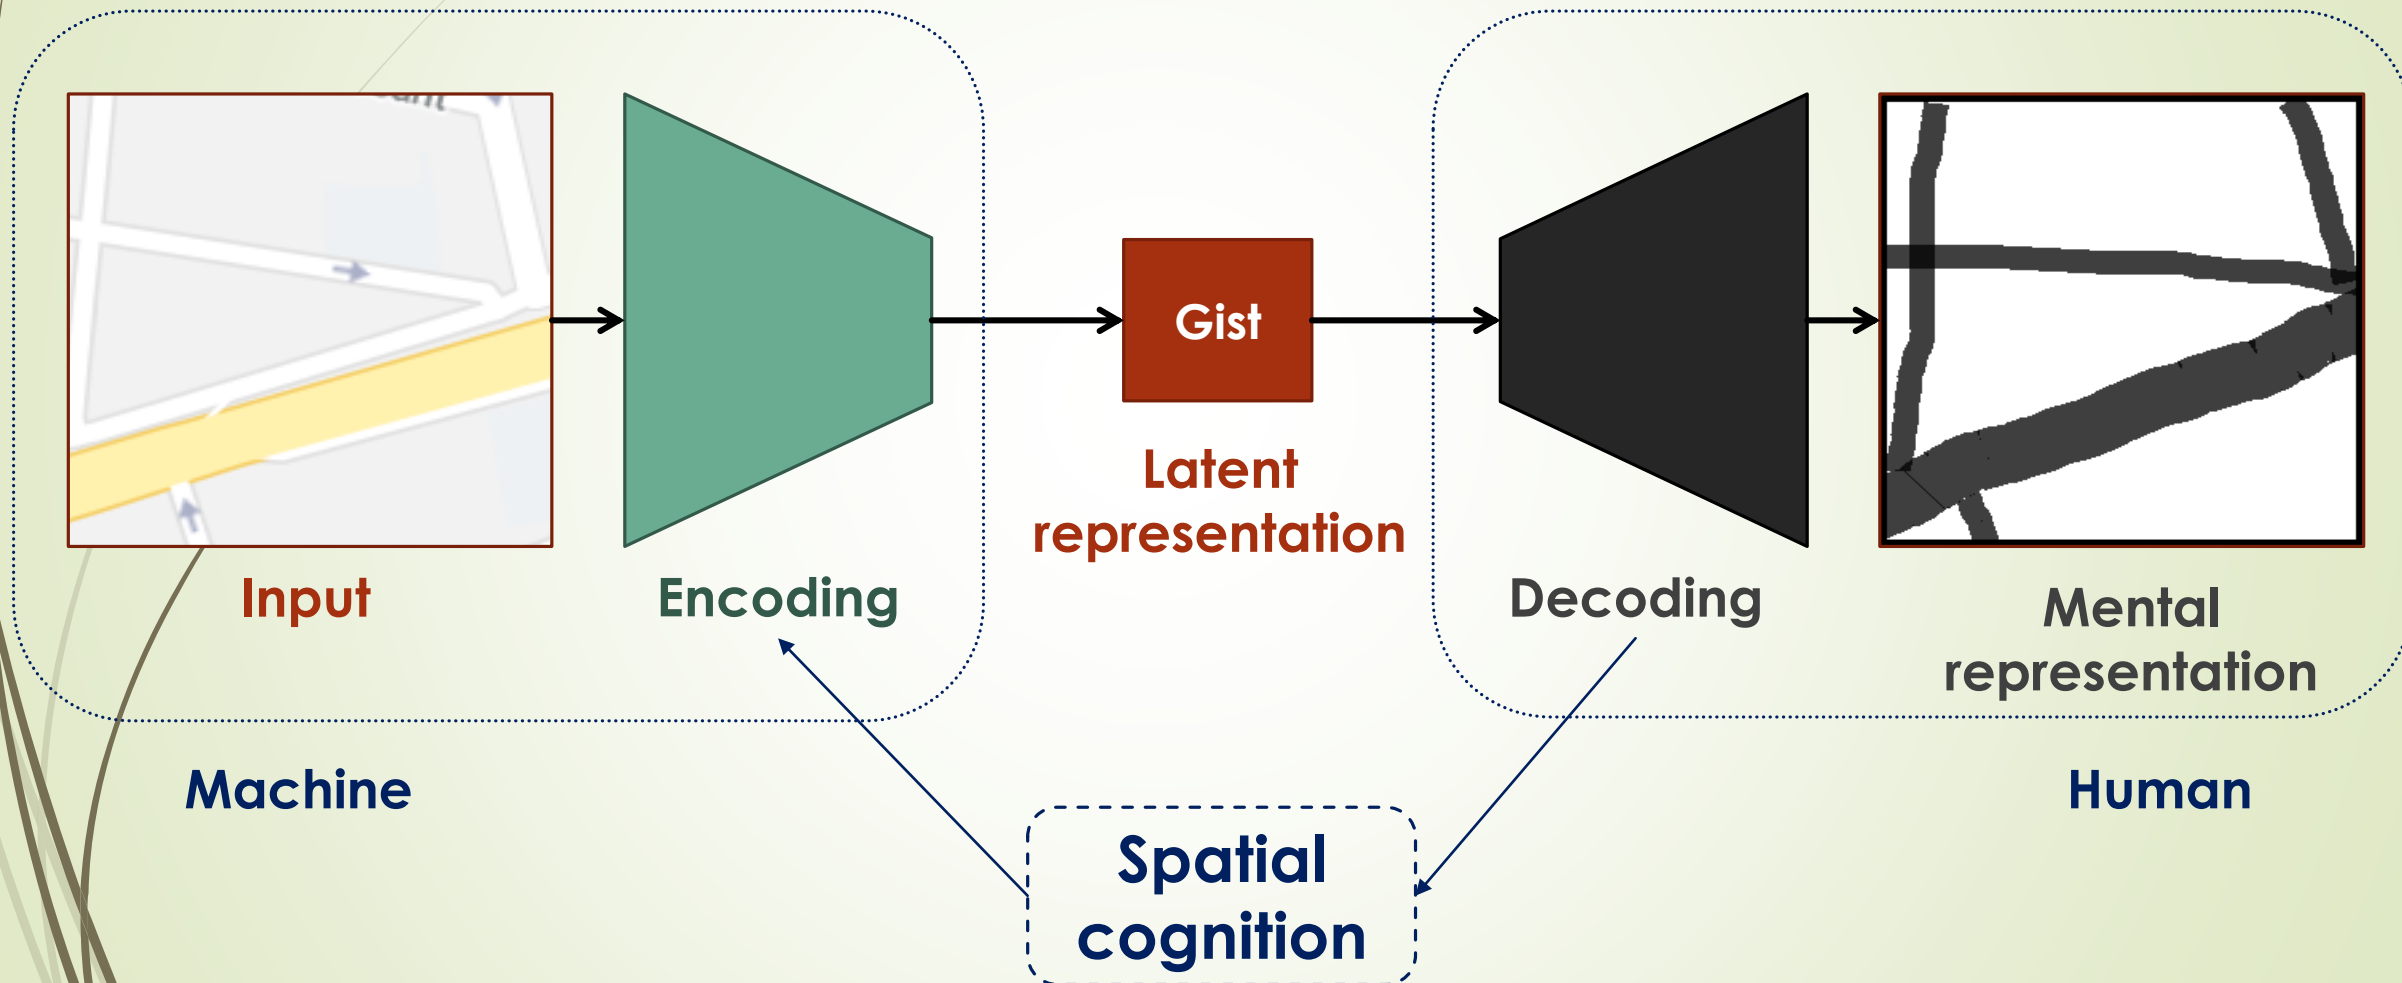 Gist
Latent
representation
Input
Encoding
Decoding
Mental
representation
Machine
Human
Spatial
cognition